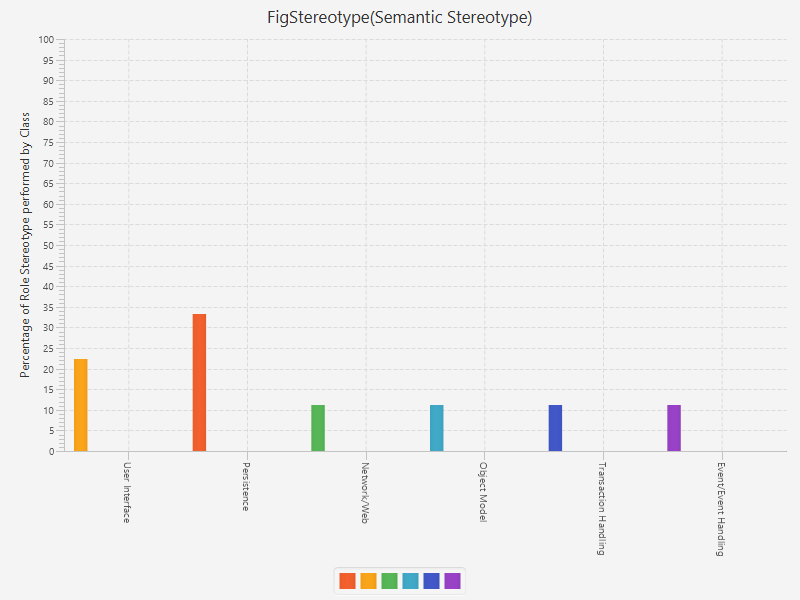 FigStereotype(Semantic Stereotype)
Percentage of Role Stereotype performed by Class
100
95
90
85
80
75
70
65
60
55
50
45
40
35
30
25
20
15
10
5
0
User Interface
Persistence
Network/Web
Object Model
Transaction Handling
Event/Event Handling